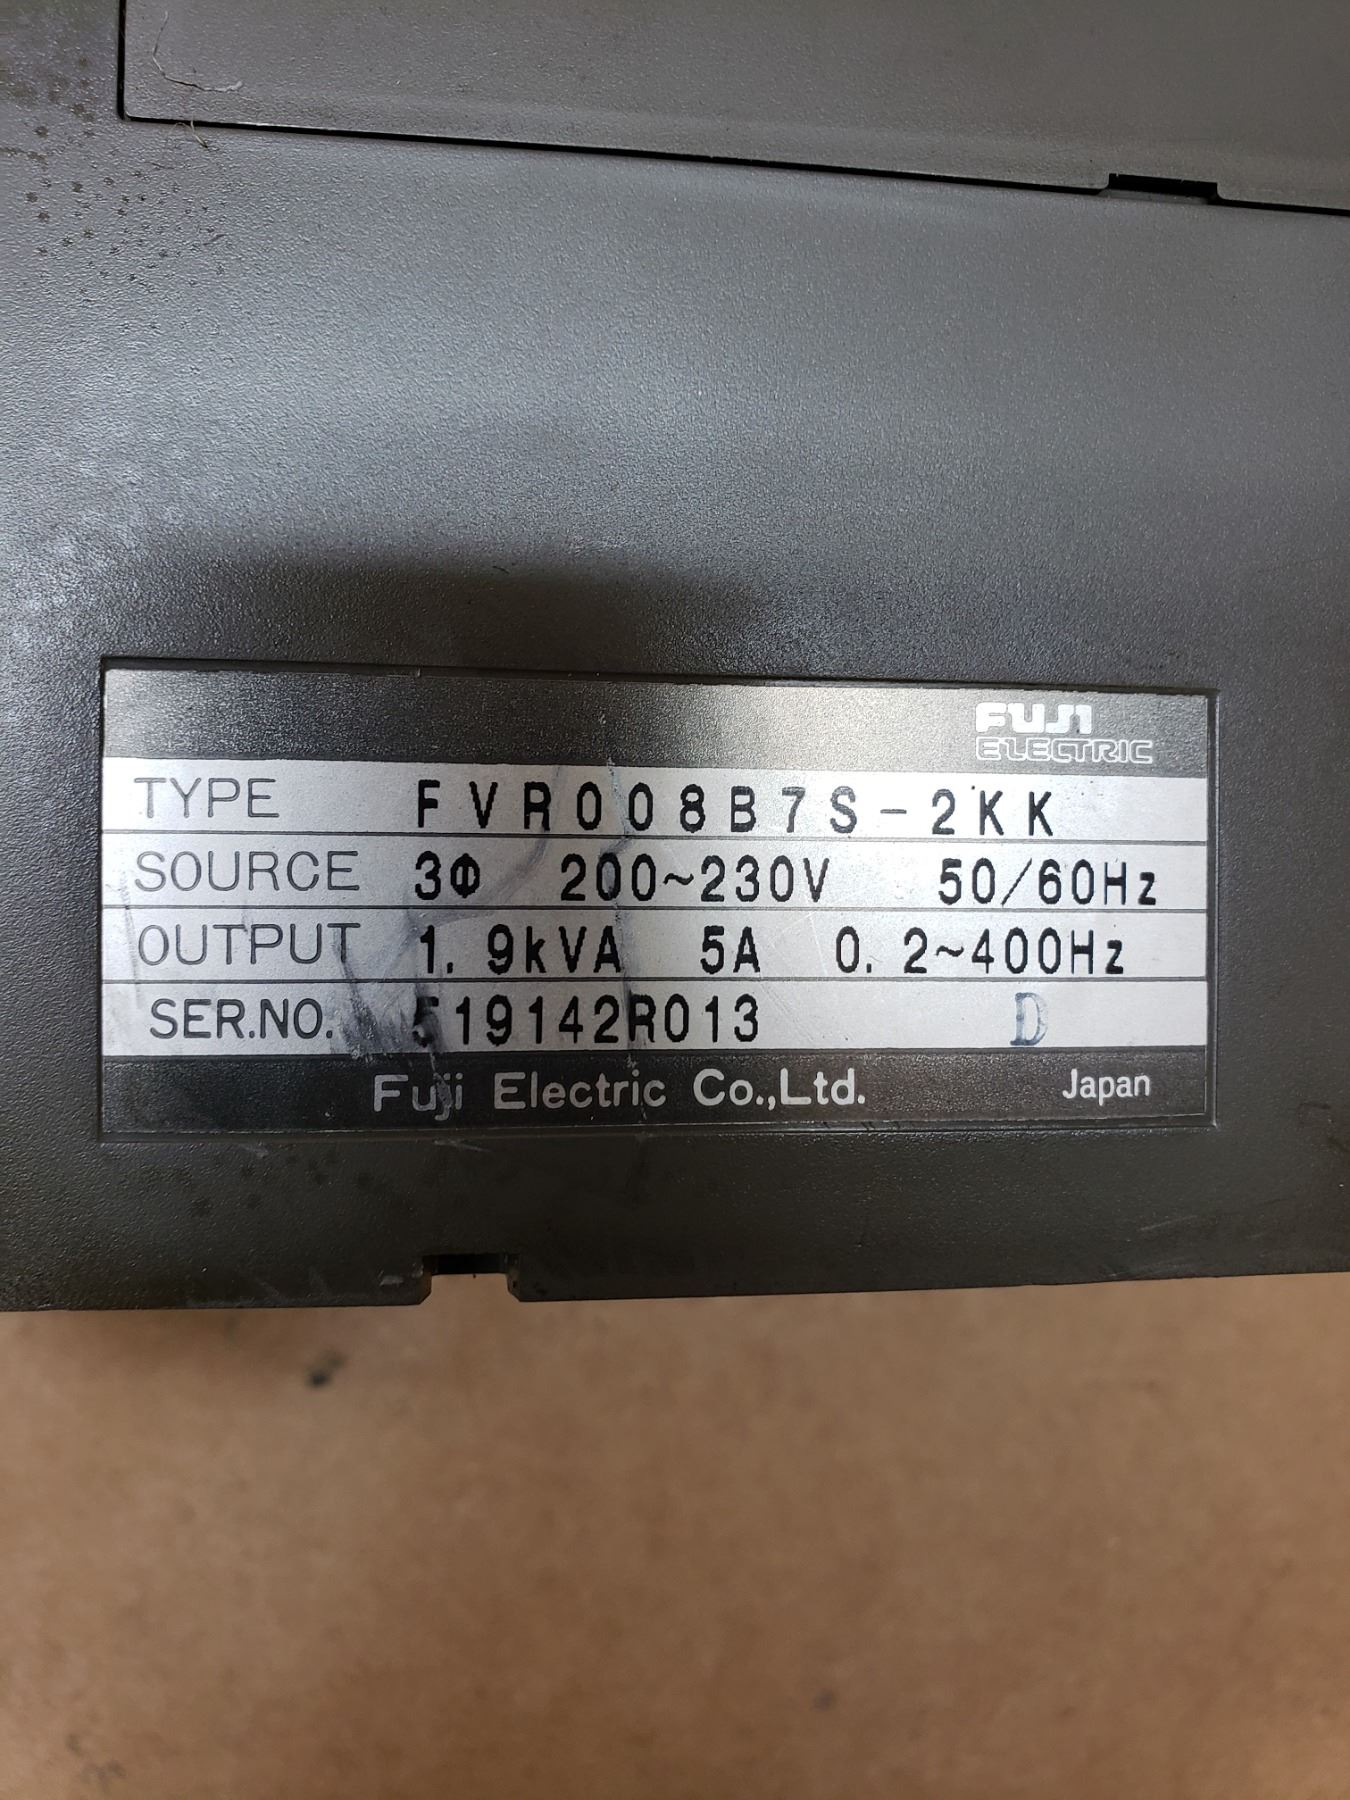 FUJI
ELECTRIC
TYPE FVR008B7S-2KK
SOURCE 3Φ 200~230V 50/60Hz
OUTPUT 1.9kVA 5A 0.2~400Hz
SER.NO. 519142R013 D
Fuji Electric Co.,Ltd. Japan